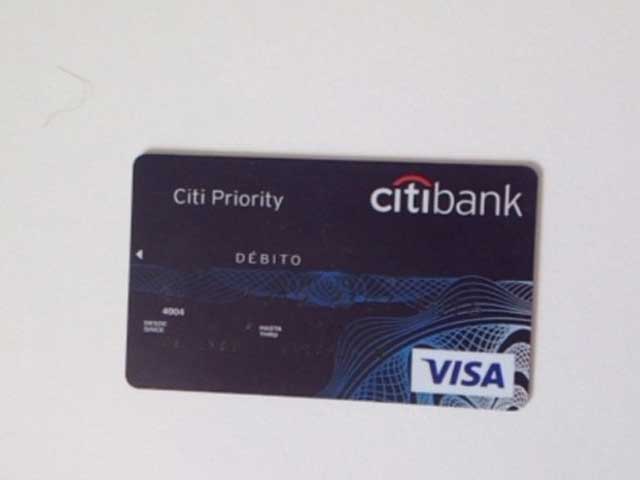 Citi Priority
citibank
DÉBITO
4004
DESDE
SINCE
HASTA
THRU
VISA